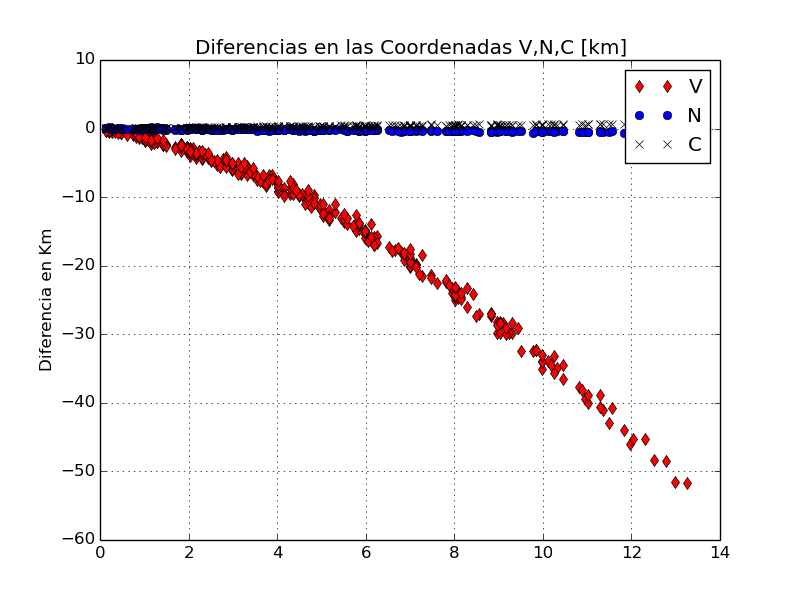 Diferencias en las Coordenadas V,N,C [km]
10
0
−10
−20
−30
−40
−50
−60
Diferencia en Km
V
N
C
0 2 4 6 8 10 12 14